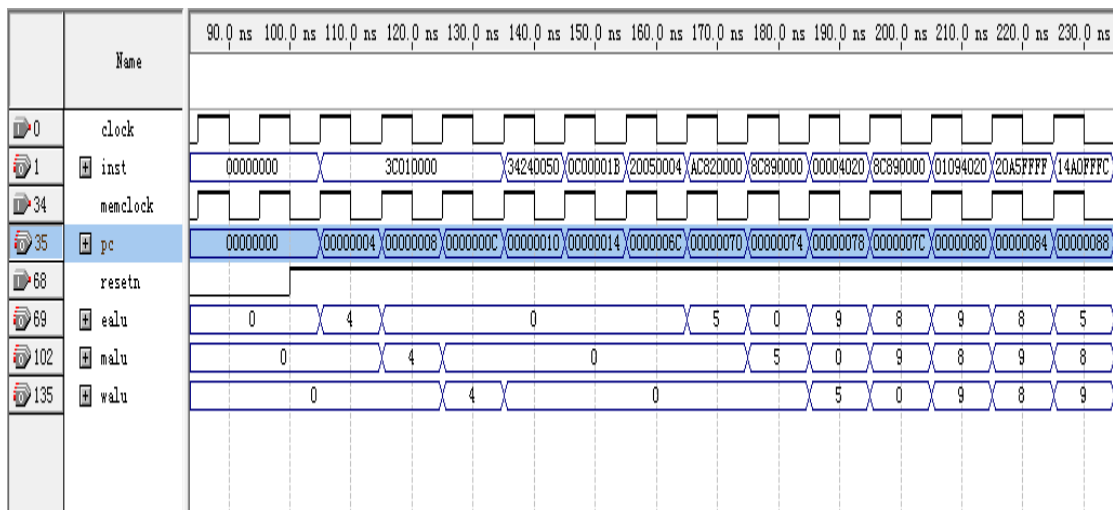 Name
90.0 ns 100.0 ns 110.0 ns 120.0 ns 130.0 ns 140.0 ns 150.0 ns 160.0 ns 170.0 ns 180.0 ns 190.0 ns 200.0 ns 210.0 ns 220.0 ns 230.0 ns
0 clock
1 inst 00000000 3C010000 34240050 0C00001B 20050004 AC820000 8C890000 00004020 8C890000 01094020 20A5FFFF 14A0FFFC
34 memclock
35 pc 00000000 00000004 00000008 0000000C 00000010 00000014 0000006C 00000070 00000074 00000078 0000007C 00000080 00000084 00000088
68 resetn
69 ealu 0 4 0 5 0 9 8 9 8 5
102 malu 0 4 0 5 0 9 8 9 8
135 walu 0 4 0 5 0 9 8 9